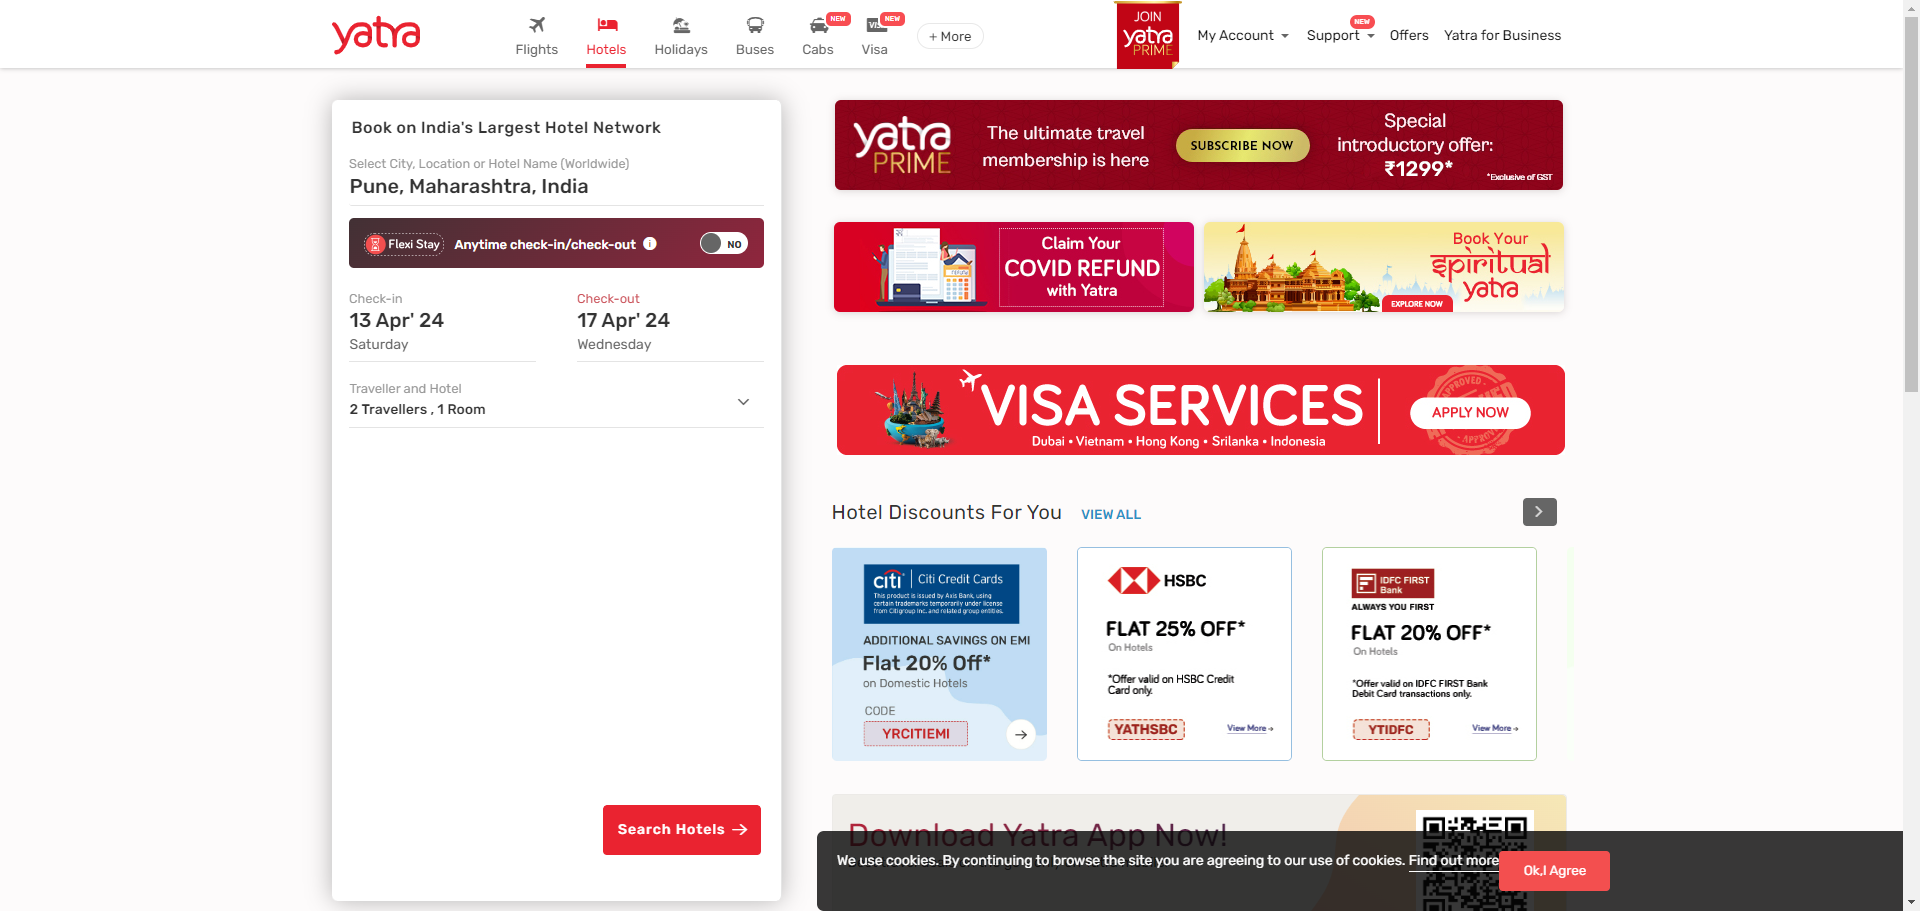 yatra
Flights
Hotels
Holidays
Buses
NEW
Cabs
NEW
Visa
+ More
JOIN
yatra
PRIME
My Account
NEW
Support
Offers
Yatra for Business
Book on India's Largest Hotel Network
Select City, Location or Hotel Name (Worldwide)
Pune, Maharashtra, India
Flexi Stay
Anytime check-in/check-out
NO
Check-in
13 Apr' 24
Saturday
Check-out
17 Apr' 24
Wednesday
Traveller and Hotel
2 Travellers , 1 Room
Search Hotels
yatra
PRIME
The ultimate travel
membership is here
SUBSCRIBE NOW
Special
introductory offer:
₹1299*
*Exclusive of GST
Claim Your
COVID REFUND
with Yatra
Book Your
spiritual
yatra
EXPLORE NOW
VISA SERVICES
Dubai • Vietnam • Hong Kong • Srilanka • Indonesia
APPLY NOW
Hotel Discounts For You
VIEW ALL
citi
Citi Credit Cards
This product is issued by Axis Bank, using
certain trademarks temporarily under license
from Citigroup Inc. and related group entities.
ADDITIONAL SAVINGS ON EMI
Flat 20% Off*
on Domestic Hotels
CODE
YRCITIEMI
HSBC
FLAT 25% OFF*
On Hotels
*Offer valid on HSBC Credit
Card only.
YATHSBC
View More
IDFC FIRST
Bank
ALWAYS YOU FIRST
FLAT 20% OFF*
On Hotels
*Offer valid on IDFC FIRST Bank
Debit Card transactions only.
YTIDFC
View More
Download Yatra App Now!
We use cookies. By continuing to browse the site you are agreeing to our use of cookies. Find out more
Ok,I Agree